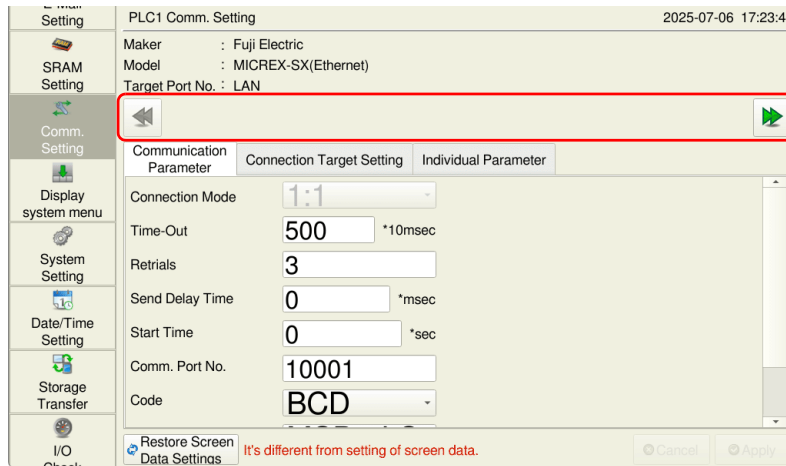 E-Mail
Setting
SRAM
Setting
Comm.
Setting
Display
system menu
System
Setting
Date/Time
Setting
Storage
Transfer
I/O
Check
PLC1 Comm. Setting 2025-07-06 17:23:4
Maker : Fuji Electric
Model : MICREX-SX(Ethernet)
Target Port No. : LAN
Communication
Parameter
Connection Target Setting
Individual Parameter
Connection Mode 1:1
Time-Out 500 *10msec
Retrials 3
Send Delay Time 0 *msec
Start Time 0 *sec
Comm. Port No. 10001
Code BCD
Restore Screen
Data Settings
It's different from setting of screen data.
Cancel
Apply